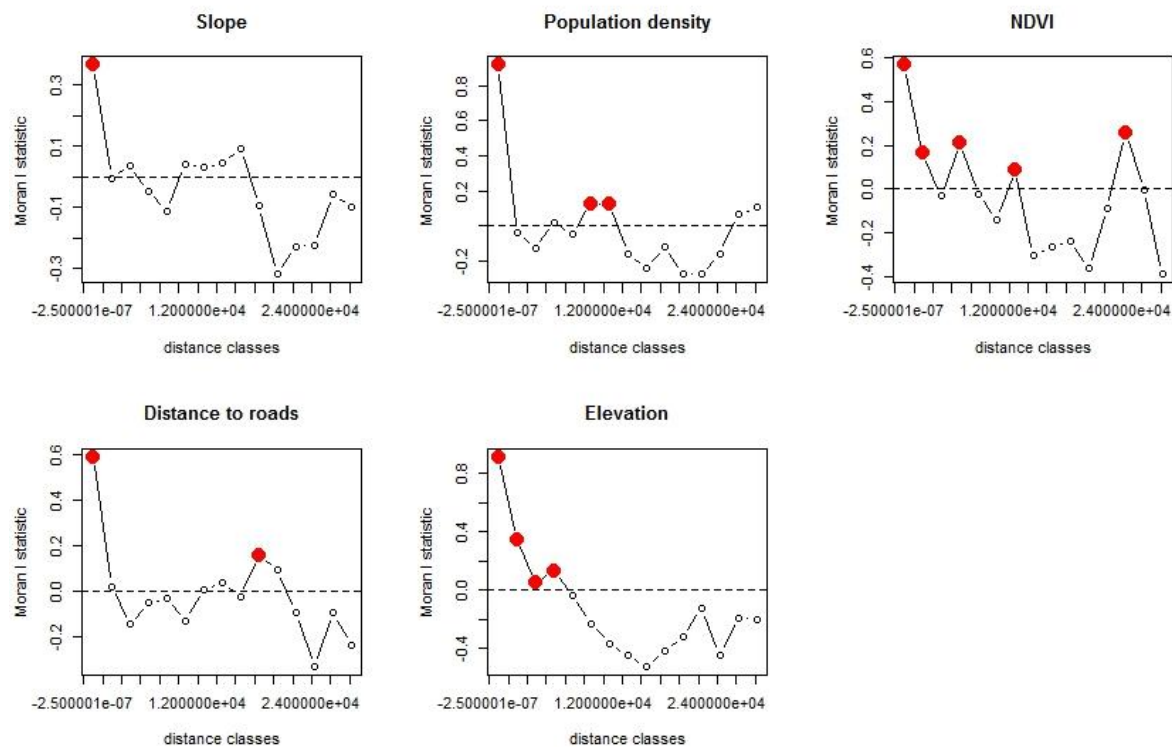 Slope
Moran I statistic
0.3
0.1
-0.1
-0.3
-2.500001e-07 1.200000e+04 2.400000e+04
distance classes
Population density
Moran I statistic
0.8
0.6
0.4
0.2
-0.2
-2.500001e-07 1.200000e+04 2.400000e+04
distance classes
NDVI
Moran I statistic
0.6
0.4
0.2
0.0
-0.2
-0.4
-2.500001e-07 1.200000e+04 2.400000e+04
distance classes
Distance to roads
Moran I statistic
0.6
0.4
0.2
0.0
-0.2
-2.500001e-07 1.200000e+04 2.400000e+04
distance classes
Elevation
Moran I statistic
0.8
0.4
0.0
-0.4
-2.500001e-07 1.200000e+04 2.400000e+04
distance classes